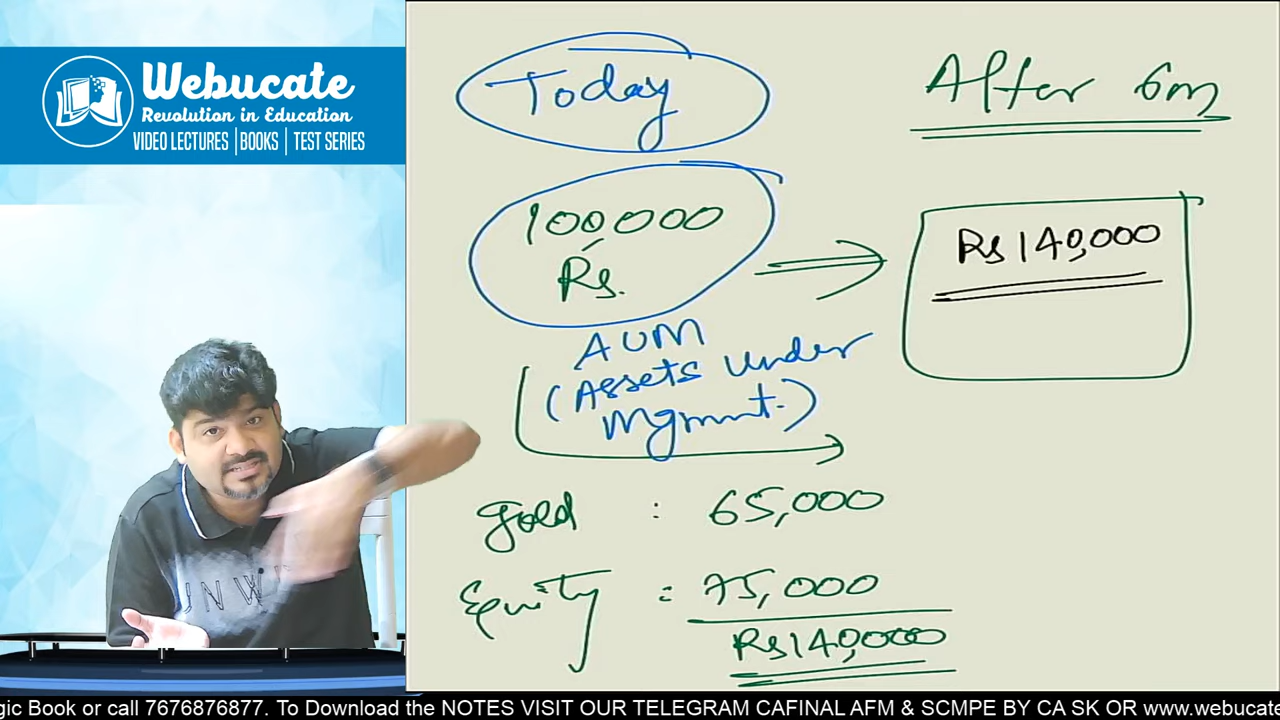 Webucate
Revolution in Education
VIDEO LECTURES | BOOKS | TEST SERIES
Today
After 6m
100,000
Rs.
Rs 140,000
AUM
(Assets Under
Mgmnt.)
Gold : 65,000
Equity : 75,000
Rs 140,000
UNW
gic Book or call 7676876877. To Download the NOTES VISIT OUR TELEGRAM CAFINAL AFM & SCMPE BY CA SK OR www.webucate